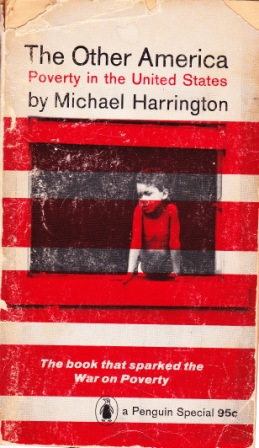 The Other America
Poverty in the United States
by Michael Harrington
The book that sparked the
War on Poverty
a Penguin Special 95c